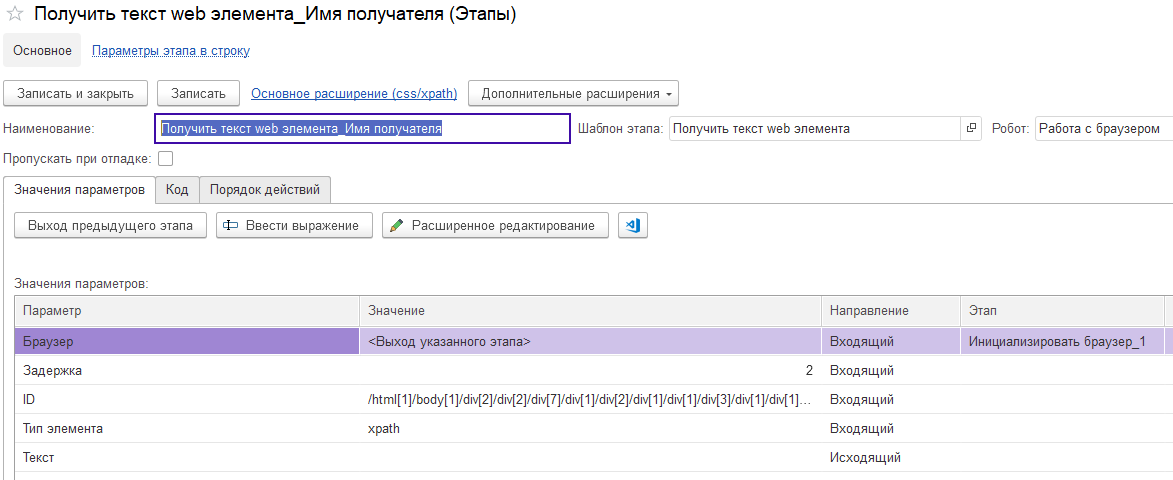 Получить текст web элемента_Имя получателя (Этапы)
Основное Параметры этапа в строку
Записать и закрыть Записать Основное расширение (css/xpath) Дополнительные расширения
Наименование: Получить текст web элемента_Имя получателя Шаблон этапа: Получить текст web элемента Робот: Работа с браузером
Пропускать при отладке:
Значения параметров Код Порядок действий
Выход предыдущего этапа Ввести выражение Расширенное редактирование
Значения параметров:
Параметр Значение Направление Этап
Браузер <Выход указанного этапа> Входящий Инициализировать браузер_1
Задержка 2 Входящий
ID /html[1]/body[1]/div[2]/div[2]/div[7]/div[1]/div[2]/div[1]/div[1]/div[3]/div[1]/div[1]... Входящий
Тип элемента xpath Входящий
Текст Исходящий